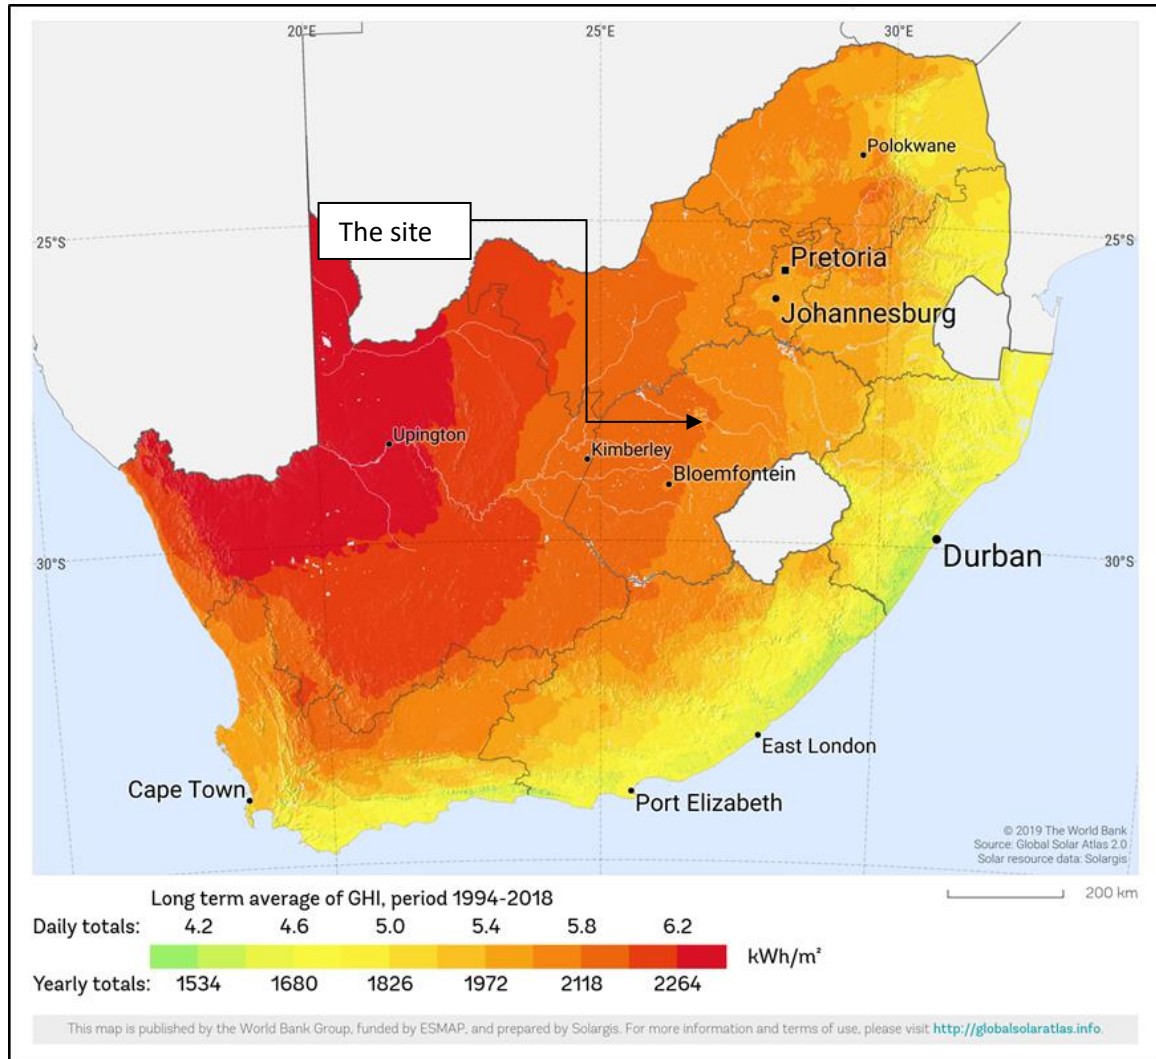 20°E 25°E 30°E
Polokwane
The site
25°S 25°S
Pretoria
Johannesburg
Upington
Kimberley
Bloemfontein
Durban
30°S 30°S
East London
Cape Town
Port Elizabeth
© 2019 The World Bank
Source: Global Solar Atlas 2.0
Solar resource data: Solargis
200 km
Long term average of GHI, period 1994-2018
Daily totals: 4.2 4.6 5.0 5.4 5.8 6.2
kWh/m²
Yearly totals: 1534 1680 1826 1972 2118 2264
This map is published by the World Bank Group, funded by ESMAP, and prepared by Solargis. For more information and terms of use, please visit http://globalsolaratlas.info.